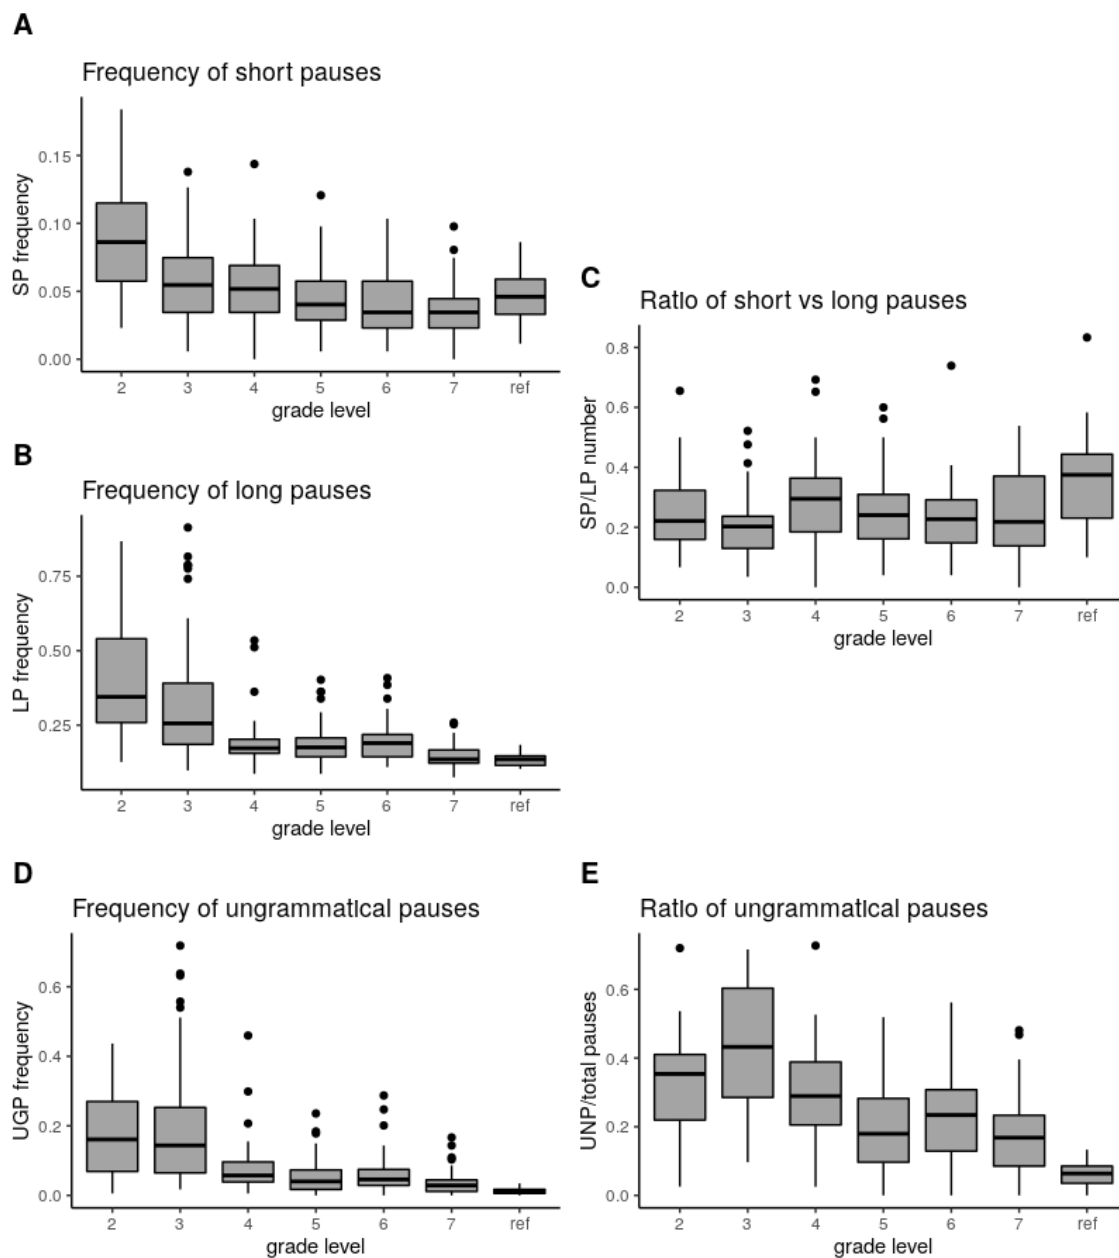 A
Frequency of short pauses
SP frequency
0.15
0.10
0.05
0.00
2 3 4 5 6 7 ref
grade level
B
Frequency of long pauses
LP frequency
0.75
0.50
0.25
2 3 4 5 6 7 ref
grade level
C
Ratio of short vs long pauses
SP/LP number
0.8
0.6
0.4
0.2
0.0
2 3 4 5 6 7 ref
grade level
D
Frequency of ungrammatical pauses
UGP frequency
0.6
0.4
0.2
0.0
2 3 4 5 6 7 ref
grade level
E
Ratio of ungrammatical pauses
UNP/total pauses
0.6
0.4
0.2
0.0
2 3 4 5 6 7 ref
grade level